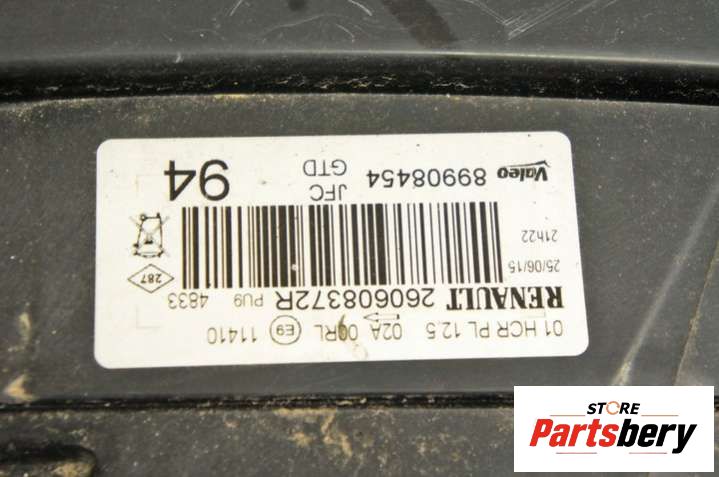 01 HCR PL 12.5 02A 00RL E9 11410
RENAULT 260608372R PU9 4833
25/06/15
287
21h22
JFC
GTD
Valeo 89908454
94
STORE
Partsbery